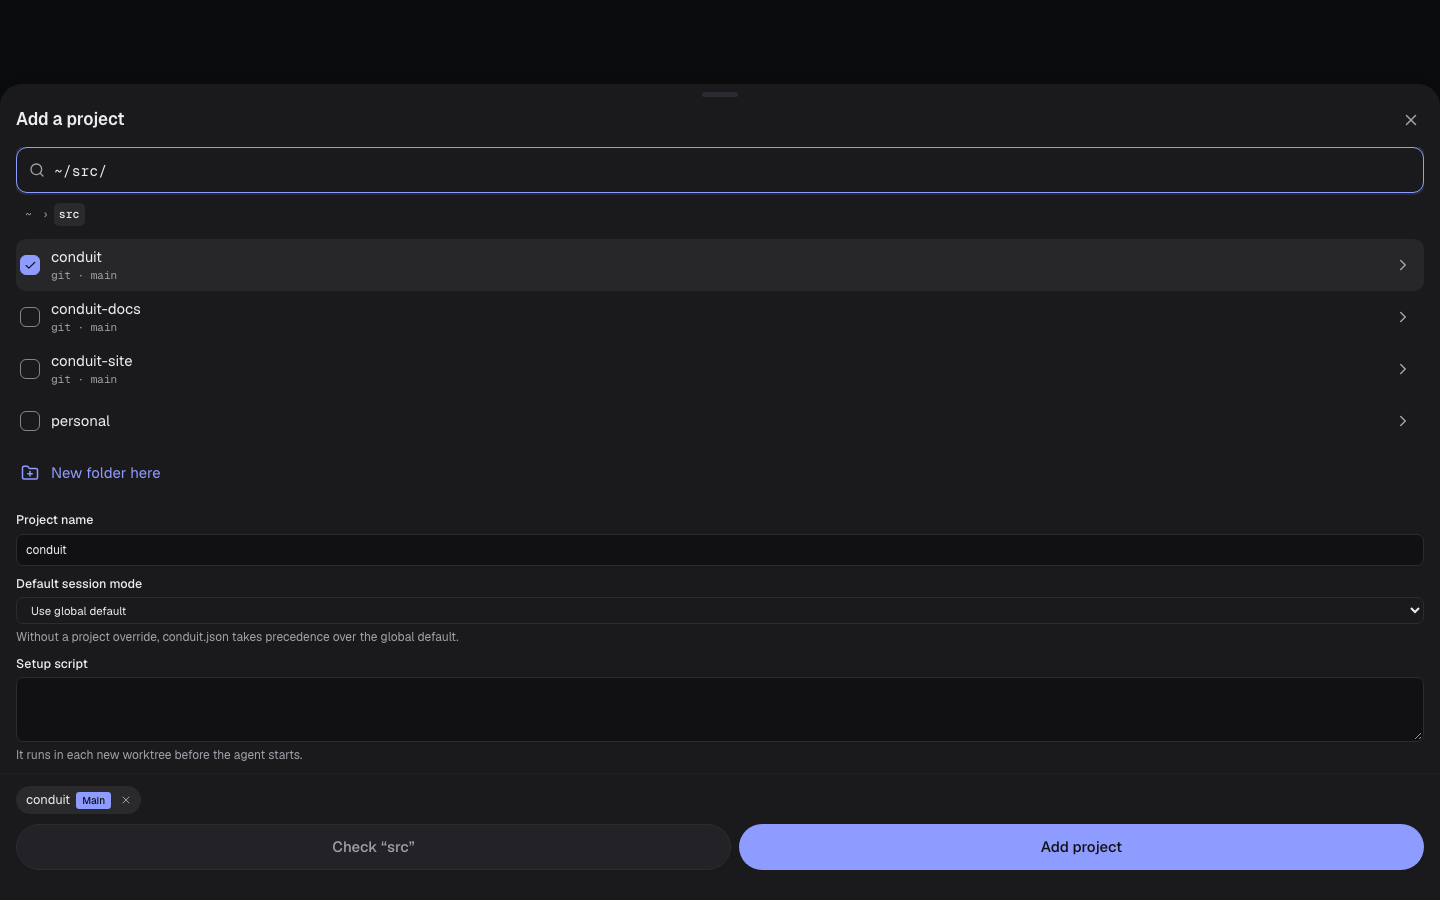 Add a project
~/src/
~ › src
conduit
git · main
conduit-docs
git · main
conduit-site
git · main
personal
New folder here
Project name
conduit
Default session mode
Use global default
Without a project override, conduit.json takes precedence over the global default.
Setup script
It runs in each new worktree before the agent starts.
conduit Main
Check “src”
Add project